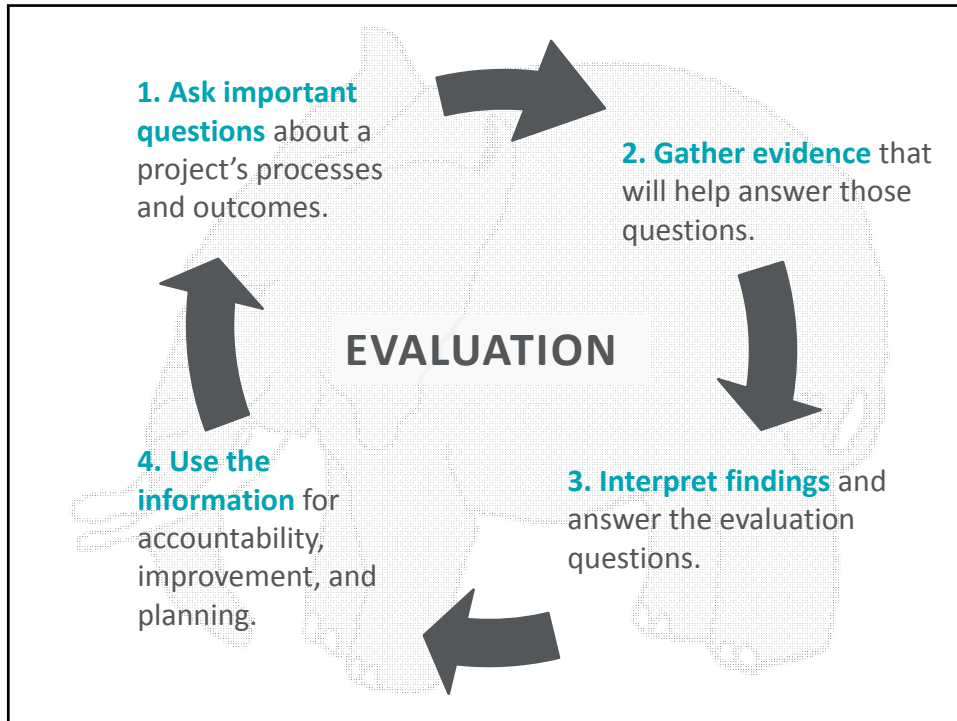 1. Ask important
questions about a
project’s processes
and outcomes.
2. Gather evidence that
will help answer those
questions.
EVALUATION
3. Interpret findings and
answer the evaluation
questions.
4. Use the
information for
accountability,
improvement, and
planning.